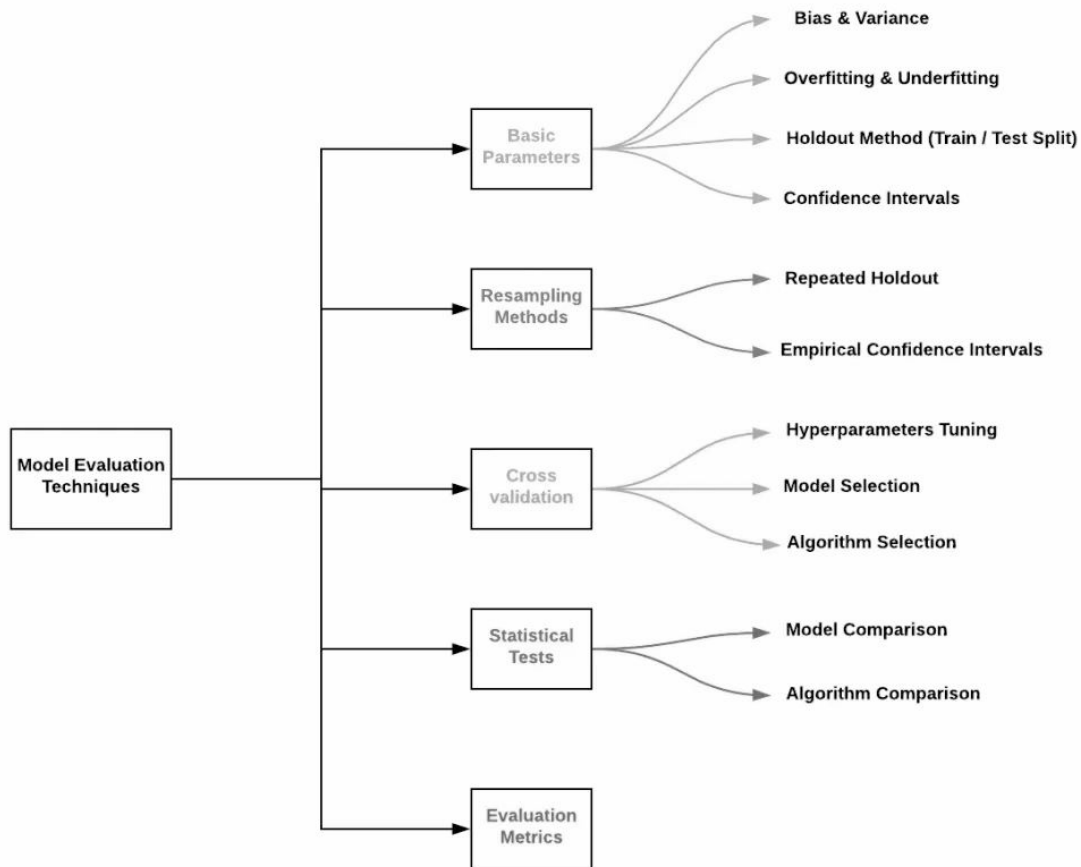 Model Evaluation
Techniques
Basic
Parameters
Bias & Variance
Overfitting & Underfitting
Holdout Method (Train / Test Split)
Confidence Intervals
Resampling
Methods
Repeated Holdout
Empirical Confidence Intervals
Cross
validation
Hyperparameters Tuning
Model Selection
Algorithm Selection
Statistical
Tests
Model Comparison
Algorithm Comparison
Evaluation
Metrics